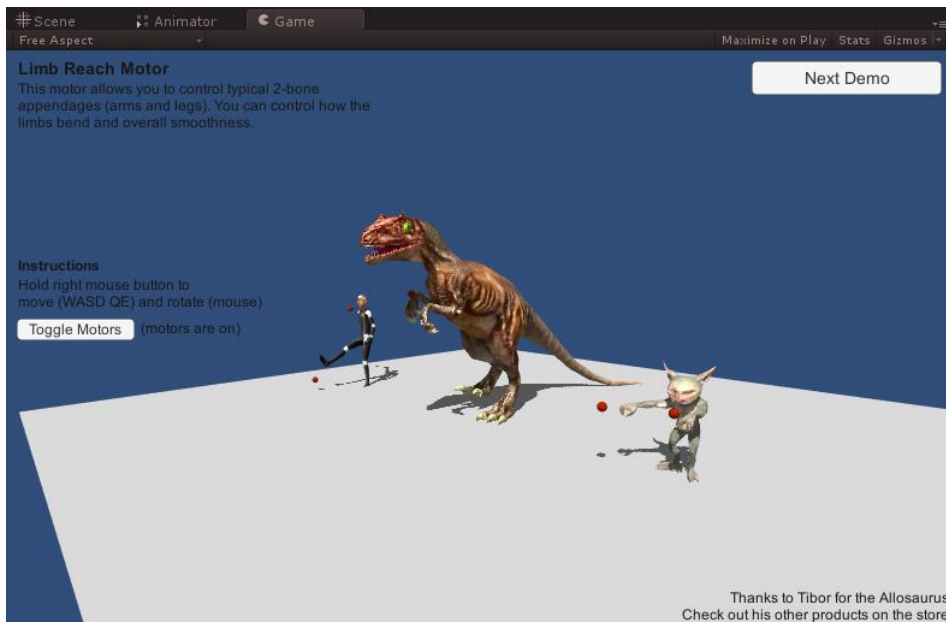 Scene
Animator
Game
Free Aspect
Maximize on Play
Stats
Gizmos
Limb Reach Motor
This motor allows you to control typical 2-bone
appendages (arms and legs). You can control how the
limbs bend and overall smoothness.
Next Demo
Instructions
Hold right mouse button to
move (WASD QE) and rotate (mouse)
Toggle Motors (motors are on)
Thanks to Tibor for the Allosaurus
Check out his other products on the store